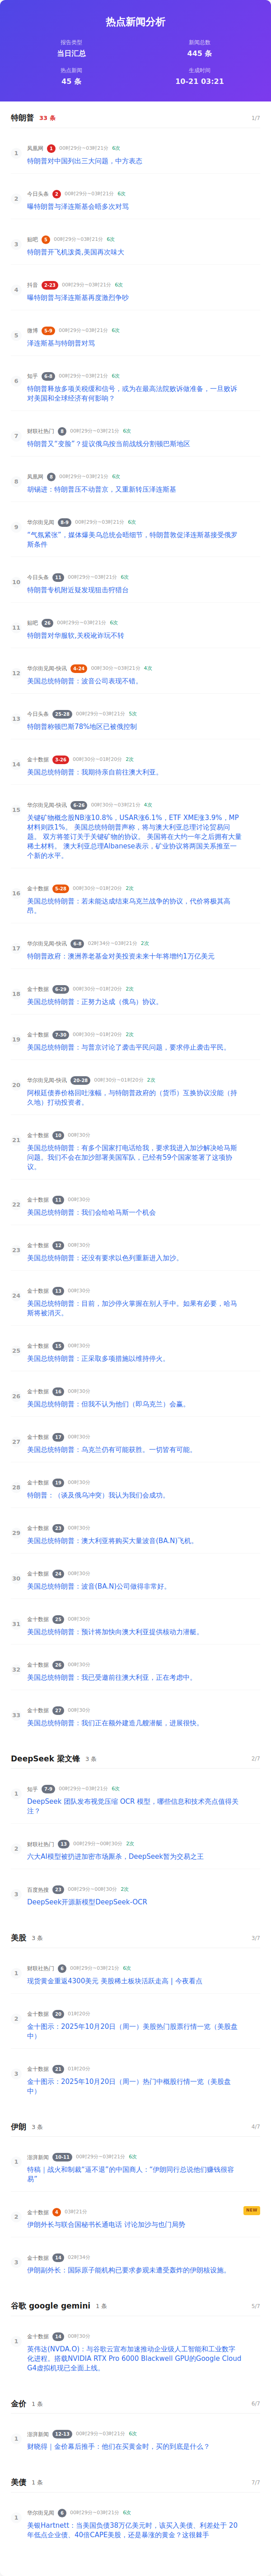 热点新闻分析
报告类型
当日汇总
新闻总数
445 条
热点新闻
45 条
生成时间
10-21 03:21
特朗普 33 条 1/7
1
凤凰网 1 00时29分~03时21分 6次
特朗普对中国列出三大问题，中方表态
2
今日头条 2 00时29分~03时21分 6次
曝特朗普与泽连斯基会晤多次对骂
3
贴吧 5 00时29分~03时21分 6次
特朗普开飞机泼粪,美国再次味大
4
抖音 2-23 00时29分~03时21分 6次
曝特朗普与泽连斯基再度激烈争吵
5
微博 5-9 00时29分~03时21分 6次
泽连斯基与特朗普对骂
6
知乎 6-8 00时29分~03时21分 6次
特朗普释放多项关税缓和信号，或为在最高法院败诉做准备，一旦败诉
对美国和全球经济有何影响？
7
财联社热门 8 00时29分~03时21分 6次
特朗普又“变脸”？提议俄乌按当前战线分割顿巴斯地区
8
凤凰网 8 00时29分~03时21分 6次
胡锡进：特朗普压不动普京，又重新转压泽连斯基
9
华尔街见闻 8-9 00时29分~03时21分 6次
“气氛紧张”，媒体爆美乌总统会晤细节，特朗普敦促泽连斯基接受俄罗
斯条件
10
今日头条 11 00时29分~03时21分 6次
特朗普专机附近疑发现狙击狩猎台
11
贴吧 26 00时29分~03时21分 6次
特朗普对华服软,关税讹诈玩不转
12
华尔街见闻-快讯 4-24 00时30分~03时21分 4次
美国总统特朗普：波音公司表现不错。
13
今日头条 25-28 00时29分~03时21分 5次
特朗普称顿巴斯78%地区已被俄控制
14
金十数据 3-26 00时30分~01时20分 2次
美国总统特朗普：我期待亲自前往澳大利亚。
15
华尔街见闻-快讯 6-26 00时30分~03时21分 4次
关键矿物概念股NB涨10.8%，USAR涨6.1%，ETF XME涨3.9%，MP
材料则跌1%。 美国总统特朗普声称，将与澳大利亚总理讨论贸易问
题。 双方将签订关于关键矿物的协议。 美国将在大约一年之后拥有大量
稀土材料。 澳大利亚总理Albanese表示，矿业协议将两国关系推至一
个新的水平。
16
金十数据 5-28 00时30分~01时20分 2次
美国总统特朗普：若未能达成结束乌克兰战争的协议，代价将极其高
昂。
17
华尔街见闻-快讯 6-8 02时34分~03时21分 2次
特朗普政府：澳洲养老基金对美投资未来十年将增约1万亿美元
18
金十数据 6-29 00时30分~01时20分 2次
美国总统特朗普：正努力达成（俄乌）协议。
19
金十数据 7-30 00时30分~01时20分 2次
美国总统特朗普：与普京讨论了袭击平民问题，要求停止袭击平民。
20
华尔街见闻-快讯 20-28 00时30分~01时20分 2次
阿根廷债券价格回吐涨幅，与特朗普政府的（货币）互换协议没能（持
久地）打动投资者。
21
金十数据 10 00时30分
美国总统特朗普：有多个国家打电话给我，要求我进入加沙解决哈马斯
问题。我们不会在加沙部署美国军队，已经有59个国家签署了这项协
议。
22
金十数据 11 00时30分
美国总统特朗普：我们会给哈马斯一个机会
23
金十数据 12 00时30分
美国总统特朗普：还没有要求以色列重新进入加沙。
24
金十数据 13 00时30分
美国总统特朗普：目前，加沙停火掌握在别人手中。如果有必要，哈马
斯将被消灭。
25
金十数据 15 00时30分
美国总统特朗普：正采取多项措施以维持停火。
26
金十数据 16 00时30分
美国总统特朗普：但我不认为他们（即乌克兰）会赢。
27
金十数据 17 00时30分
美国总统特朗普：乌克兰仍有可能获胜。一切皆有可能。
28
金十数据 19 00时30分
特朗普：（谈及俄乌冲突）我认为我们会成功。
29
金十数据 23 00时30分
美国总统特朗普：澳大利亚将购买大量波音(BA.N)飞机。
30
金十数据 24 00时30分
美国总统特朗普：波音(BA.N)公司做得非常好。
31
金十数据 25 00时30分
美国总统特朗普：预计将加快向澳大利亚提供核动力潜艇。
32
金十数据 26 00时30分
美国总统特朗普：我已受邀前往澳大利亚，正在考虑中。
33
金十数据 27 00时30分
美国总统特朗普：我们正在额外建造几艘潜艇，进展很快。
DeepSeek 梁文锋 3 条 2/7
1
知乎 7-9 00时29分~03时21分 6次
DeepSeek 团队发布视觉压缩 OCR 模型，哪些信息和技术亮点值得关
注？
2
财联社热门 13 00时29分~00时30分 2次
六大AI模型被扔进加密市场厮杀，DeepSeek暂为交易之王
3
百度热搜 23 00时29分~00时30分 2次
DeepSeek开源新模型DeepSeek-OCR
美股 3 条 3/7
1
财联社热门 6 00时29分~03时21分 6次
现货黄金重返4300美元 美股稀土板块活跃走高 | 今夜看点
2
金十数据 20 01时20分
金十图示：2025年10月20日（周一）美股热门股票行情一览（美股盘
中）
3
金十数据 21 01时20分
金十图示：2025年10月20日（周一）热门中概股行情一览（美股盘
中）
伊朗 3 条 4/7
1
澎湃新闻 10-11 00时29分~03时21分 6次
特稿｜战火和制裁“逼不退”的中国商人：“伊朗同行总说他们赚钱很容
易”
2
金十数据 4 03时21分
NEW
伊朗外长与联合国秘书长通电话 讨论加沙与也门局势
3
金十数据 14 02时34分
伊朗副外长：国际原子能机构已要求参观未遭受轰炸的伊朗核设施。
谷歌 google gemini 1 条 5/7
1
金十数据 14 00时30分
英伟达(NVDA.O)：与谷歌云宣布加速推动企业级人工智能和工业数字
化进程。搭载NVIDIA RTX Pro 6000 Blackwell GPU的Google Cloud
G4虚拟机现已全面上线。
金价 1 条 6/7
1
澎湃新闻 12-13 00时29分~03时21分 6次
财晓得｜金价幕后推手：他们在买黄金时，买的到底是什么？
美债 1 条 7/7
1
华尔街见闻 6 00时29分~03时21分 6次
美银Hartnett：当美国负债38万亿美元时，该买入美债、利差处于 20
年低点企业债、40倍CAPE美股，还是暴涨的黄金？这很棘手